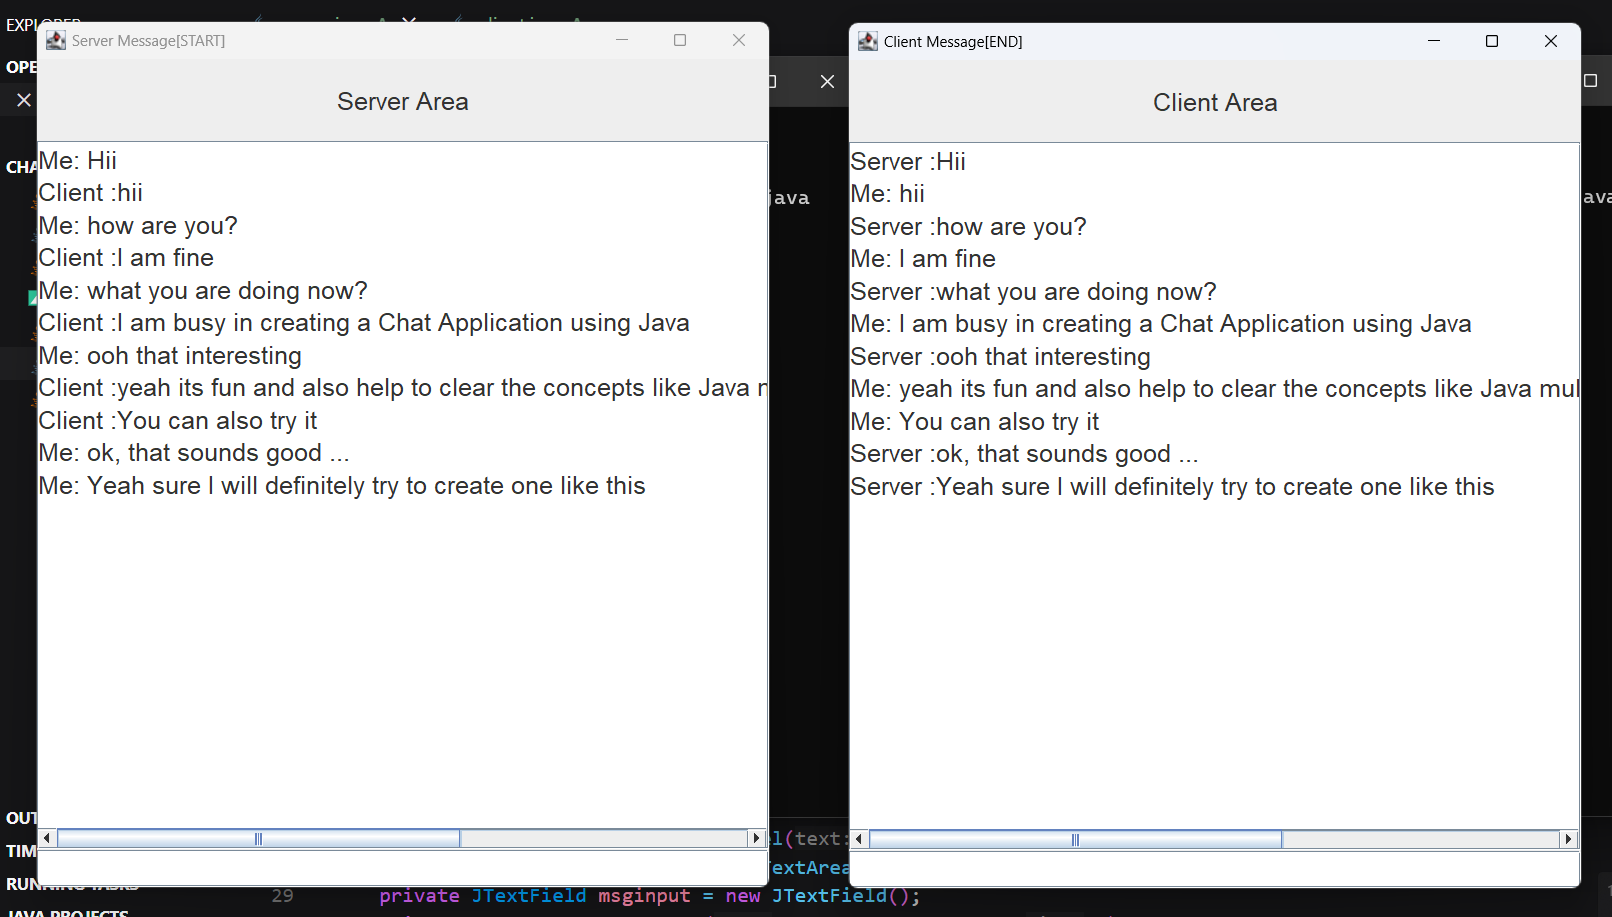 EXPLORER
Server Message[START]
Server Area
Me: Hii
Client :hii
Me: how are you?
Client :I am fine
Me: what you are doing now?
Client :I am busy in creating a Chat Application using Java
Me: ooh that interesting
Client :yeah its fun and also help to clear the concepts like Java
Client :You can also try it
Me: ok, that sounds good ...
Me: Yeah sure I will definitely try to create one like this
Client Message[END]
Client Area
Server :Hii
Me: hii
Server :how are you?
Me: I am fine
Server :what you are doing now?
Me: I am busy in creating a Chat Application using Java
Server :ooh that interesting
Me: yeah its fun and also help to clear the concepts like Java mul
Me: You can also try it
Server :ok, that sounds good ...
Server :Yeah sure I will definitely try to create one like this
OPE
CHA
java
ava
OUT
TIM
RUNNING TASKS
JAVA PROJECTS
el(text:
extArea
29 private JTextField msginput = new JTextField();